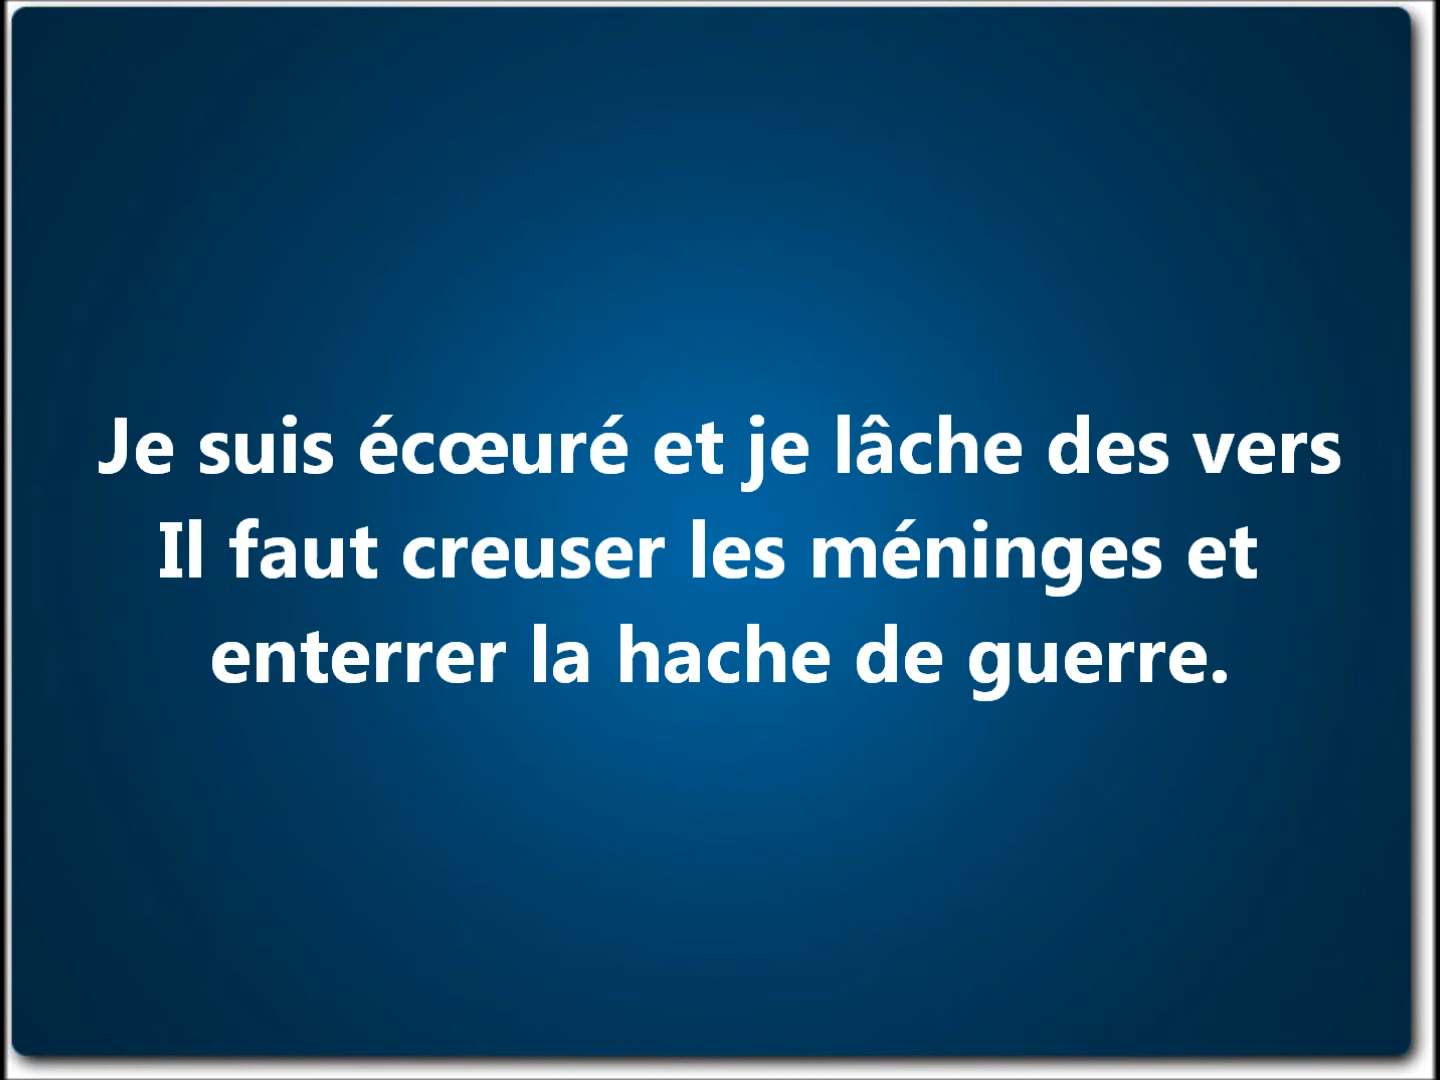 Je suis écœuré et je lâche des vers
Il faut creuser les méninges et
enterrer la hache de guerre.